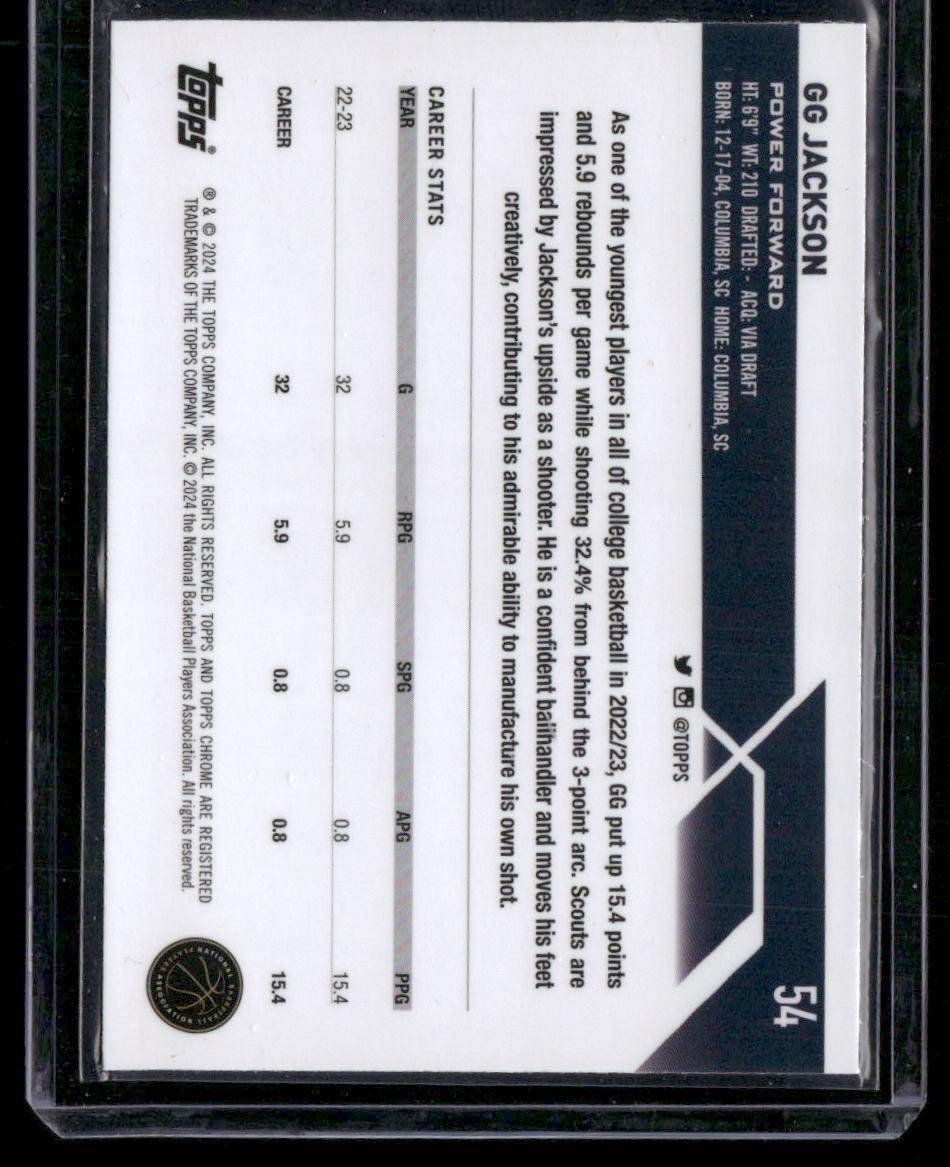 GG JACKSON
POWER FORWARD
HT: 6'9" WT: 210 DRAFTED: - ACQ: VIA DRAFT
BORN: 12-17-04, COLUMBIA, SC HOME: COLUMBIA, SC
54
@TOPPS
As one of the youngest players in all of college basketball in 2022/23, GG put up 15.4 points
and 5.9 rebounds per game while shooting 32.4% from behind the 3-point arc. Scouts are
impressed by Jackson's upside as a shooter. He is a confident ballhandler and moves his feet
creatively, contributing to his admirable ability to manufacture his own shot.
CAREER STATS
YEAR G RPG SPG APG PPG
22-23 32 5.9 0.8 0.8 15.4
CAREER 32 5.9 0.8 0.8 15.4
topps®
® & © 2024 THE TOPPS COMPANY, INC. ALL RIGHTS RESERVED. TOPPS AND TOPPS CHROME ARE REGISTERED
TRADEMARKS OF THE TOPPS COMPANY, INC. © 2024 the National Basketball Players Association. All rights reserved.
NATIONAL BASKETBALL
PLAYERS ASSOCIATION